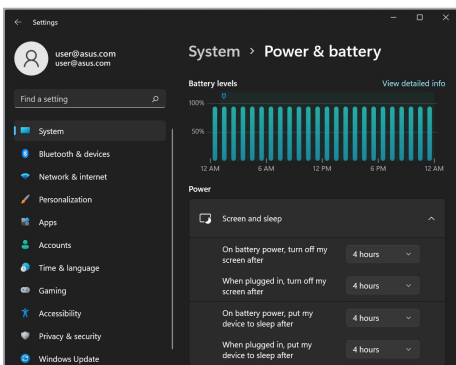 Settings
user@asus.com
user@asus.com
Find a setting
System
Bluetooth & devices
Network & internet
Personalization
Apps
Accounts
Time & language
Gaming
Accessibility
Privacy & security
Windows Update
System > Power & battery
Battery levels
View detailed info
100%
50%
12 AM 6 AM 12 PM 6 PM 12 AM
Power
Screen and sleep
On battery power, turn off my
screen after
4 hours
When plugged in, turn off my
screen after
4 hours
On battery power, put my
device to sleep after
4 hours
When plugged in, put my
device to sleep after
4 hours